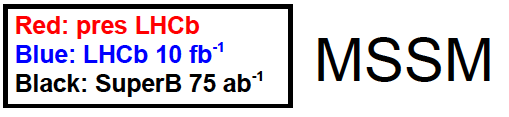 Red: pres LHCb
Blue: LHCb 10 fb⁻¹
Black: SuperB 75 ab⁻¹
MSSM